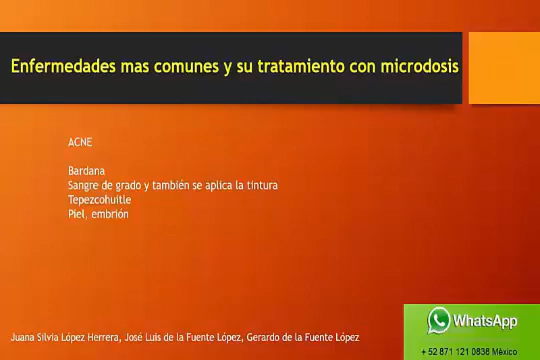 Enfermedades mas comunes y su tratamiento con microdosis
ACNE
Bardana
Sangre de grado y también se aplica la tintura
Tepezcohuitle
Piel, embrión
Juana Silvia López Herrera, José Luis de la Fuente López, Gerardo de la Fuente López
WhatsApp
+ 52 871 121 0838 México